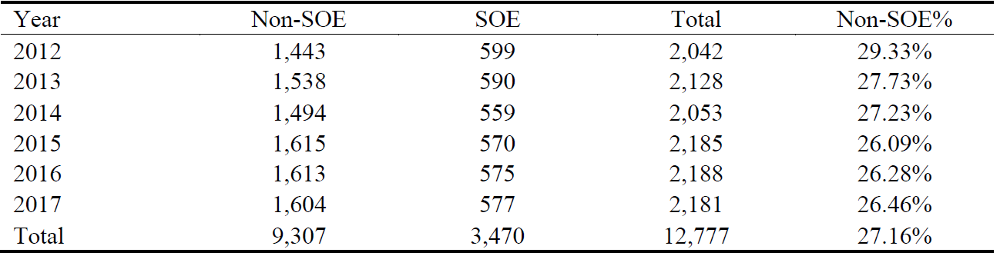 Year Non-SOE SOE Total Non-SOE%
2012 1,443 599 2,042 29.33%
2013 1,538 590 2,128 27.73%
2014 1,494 559 2,053 27.23%
2015 1,615 570 2,185 26.09%
2016 1,613 575 2,188 26.28%
2017 1,604 577 2,181 26.46%
Total 9,307 3,470 12,777 27.16%